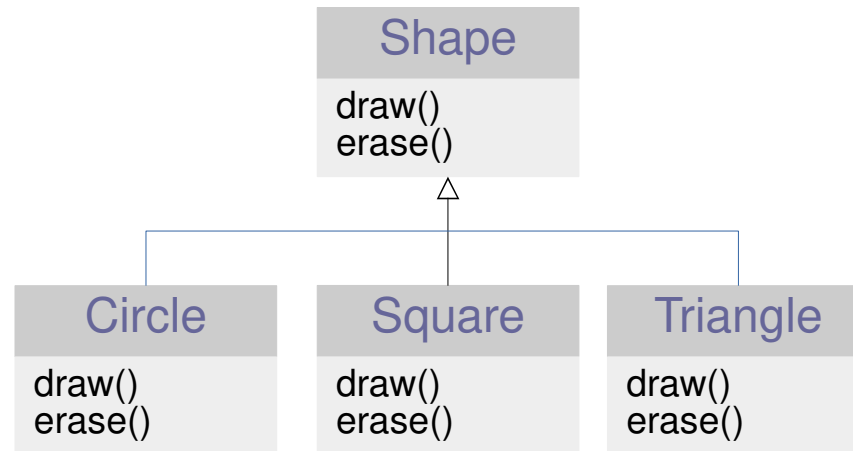 Shape
draw()
erase()
Circle
draw()
erase()
Square
draw()
erase()
Triangle
draw()
erase()